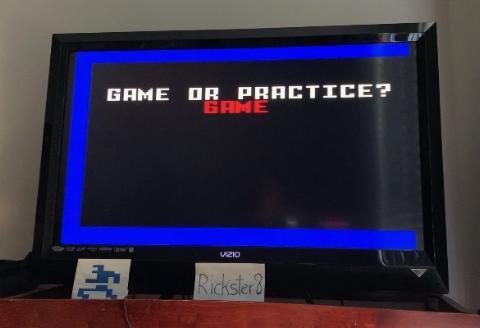 GAME OR PRACTICE?
GAME
VIZIO
Rickster8